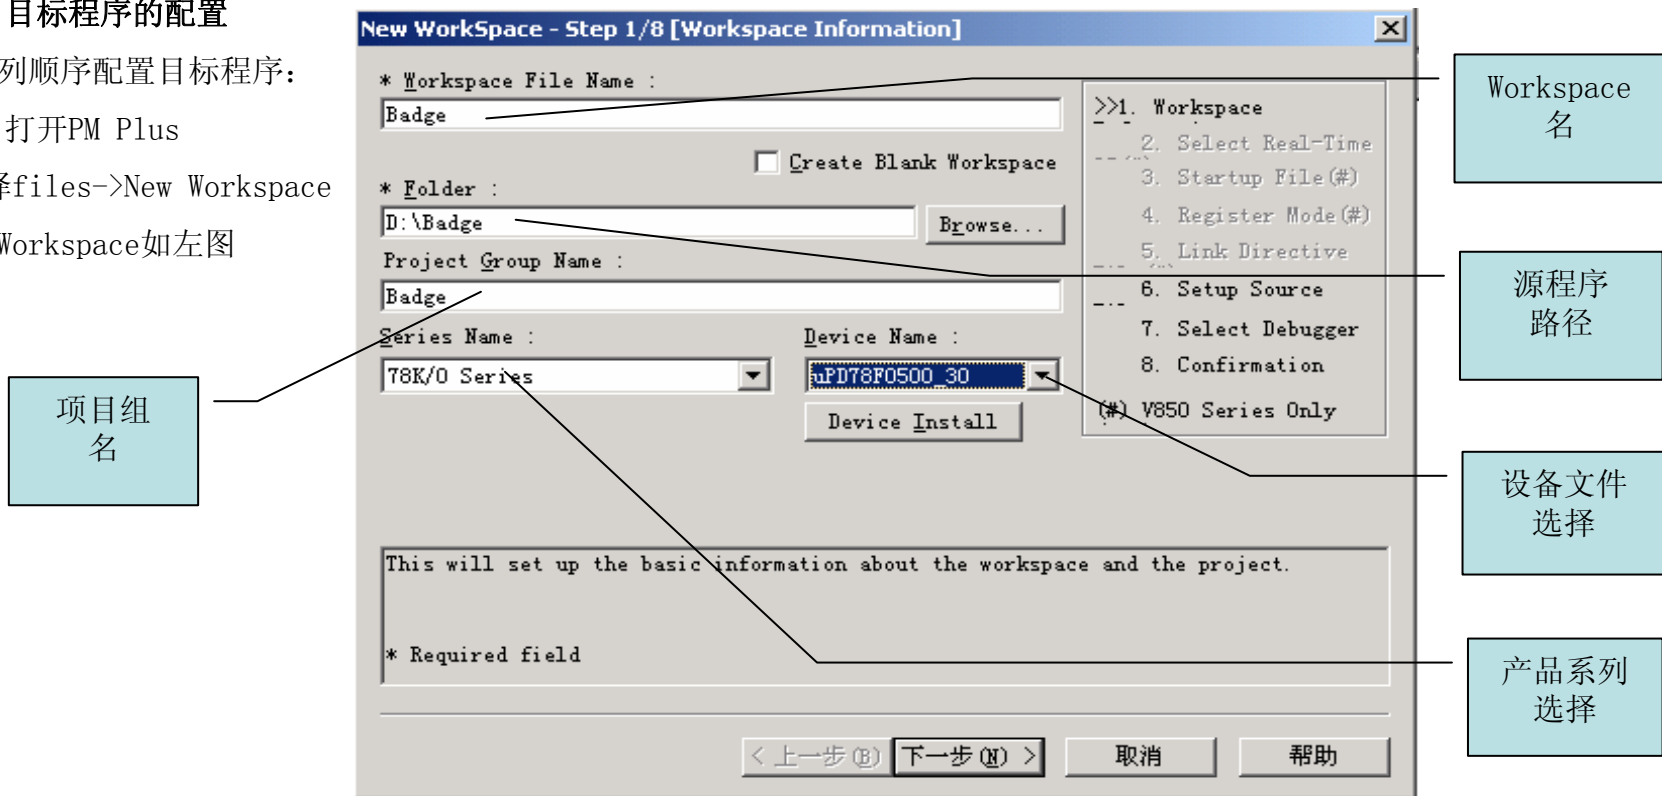 目标程序的配置
列顺序配置目标程序：
打开PM Plus
择files->New Workspace
Workspace如左图
New WorkSpace - Step 1/8 [Workspace Information]
* Workspace File Name :
Badge
Create Blank Workspace
* Folder :
D:\Badge
Browse...
Project Group Name :
Badge
Series Name :
Device Name :
78K/0 Series
uPD78F0500_30
Device Install
>>1. Workspace
2. Select Real-Time
3. Startup File(#)
4. Register Mode(#)
5. Link Directive
6. Setup Source
7. Select Debugger
8. Confirmation
(#) V850 Series Only
This will set up the basic information about the workspace and the project.
* Required field
< 上一步(B)
下一步(N) >
取消
帮助
项目组
名
Workspace
名
源程序
路径
设备文件
选择
产品系列
选择